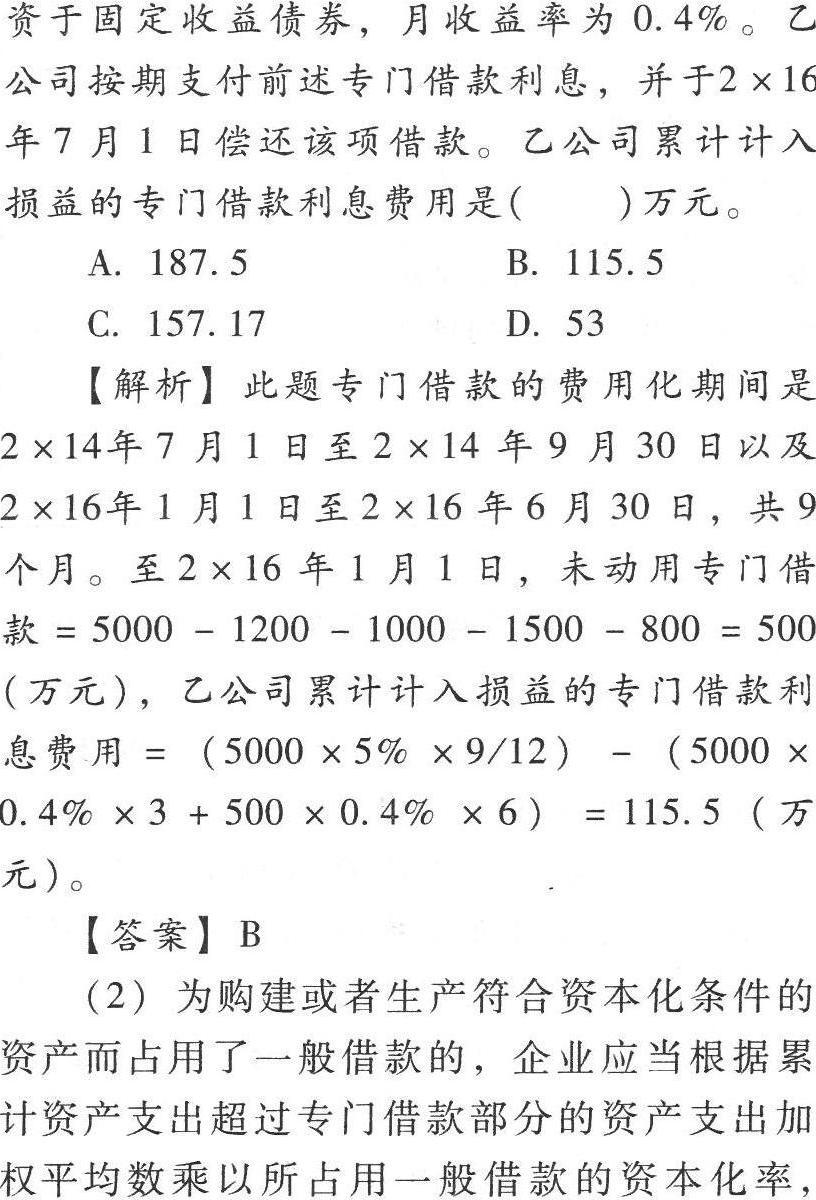 资于固定收益债券，月收益率为 0.4%。乙
公司按期支付前述专门借款利息，并于2×16
年 7 月 1 日偿还该项借款。乙公司累计计入
损益的专门借款利息费用是(　　)万元。
A. 187.5　　B. 115.5
C. 157.17　　D. 53
【解析】此题专门借款的费用化期间是
2×14年 7 月 1 日至 2×14 年 9 月 30 日以及
2×16年 1 月 1 日至 2×16 年 6 月 30 日，共 9
个月。至 2×16 年 1 月 1 日，未动用专门借
款 = 5000 - 1200 - 1000 - 1500 - 800 = 500
(万元)，乙公司累计计入损益的专门借款利
息费用 = （5000 × 5% × 9/12） - （5000 ×
0.4% × 3 + 500 × 0.4% × 6） = 115.5（万
元)。
【答案】B
（2）为购建或者生产符合资本化条件的
资产而占用了一般借款的，企业应当根据累
计资产支出超过专门借款部分的资产支出加
权平均数乘以所占用一般借款的资本化率，